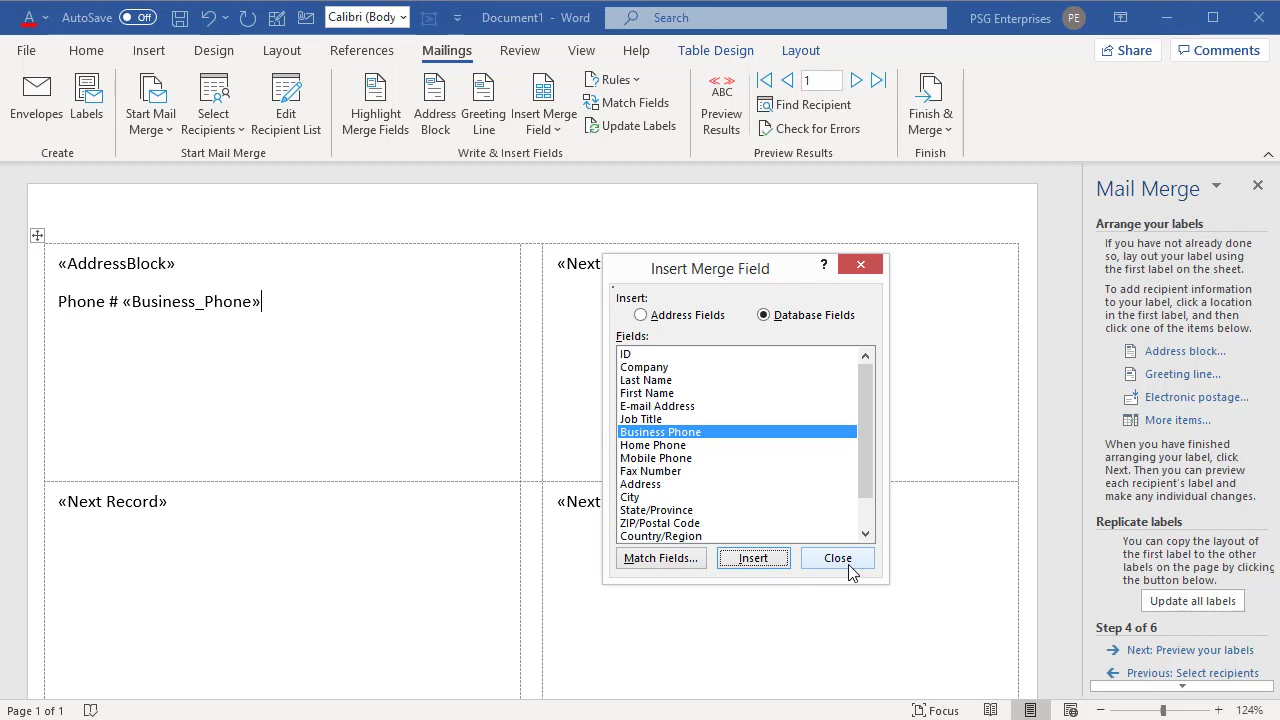 AutoSave Off Calibri (Body Document1 - Word Search PSG Enterprises PE
File Home Insert Design Layout References Mailings Review View Help Table Design Layout Share Comments
Envelopes
Labels
Create
Start Mail
Merge
Select
Recipients
Edit
Recipient List
Start Mail Merge
Highlight
Merge Fields
Address
Block
Greeting
Line
Insert Merge
Field
Rules
Match Fields
Update Labels
Write & Insert Fields
ABC
Preview
Results
1
Find Recipient
Check for Errors
Preview Results
Finish &
Merge
Finish
«AddressBlock»
Phone # «Business_Phone»
«Next
«Next Record»
«Next
Insert Merge Field ?
Insert:
Address Fields Database Fields
Fields:
ID
Company
Last Name
First Name
E-mail Address
Job Title
Business Phone
Home Phone
Mobile Phone
Fax Number
Address
City
State/Province
ZIP/Postal Code
Country/Region
Match Fields... Insert Close
Mail Merge
Arrange your labels
If you have not already done
so, lay out your label using
the first label on the sheet.
To add recipient information
to your label, click a location
in the first label, and then
click one of the items below.
Address block...
Greeting line...
Electronic postage...
More items...
When you have finished
arranging your label, click
Next. Then you can preview
each recipient's label and
make any individual changes.
Replicate labels
You can copy the layout of
the first label to the other
labels on the page by clicking
the button below.
Update all labels
Step 4 of 6
Next: Preview your labels
Previous: Select recipients
Page 1 of 1 Focus 124%